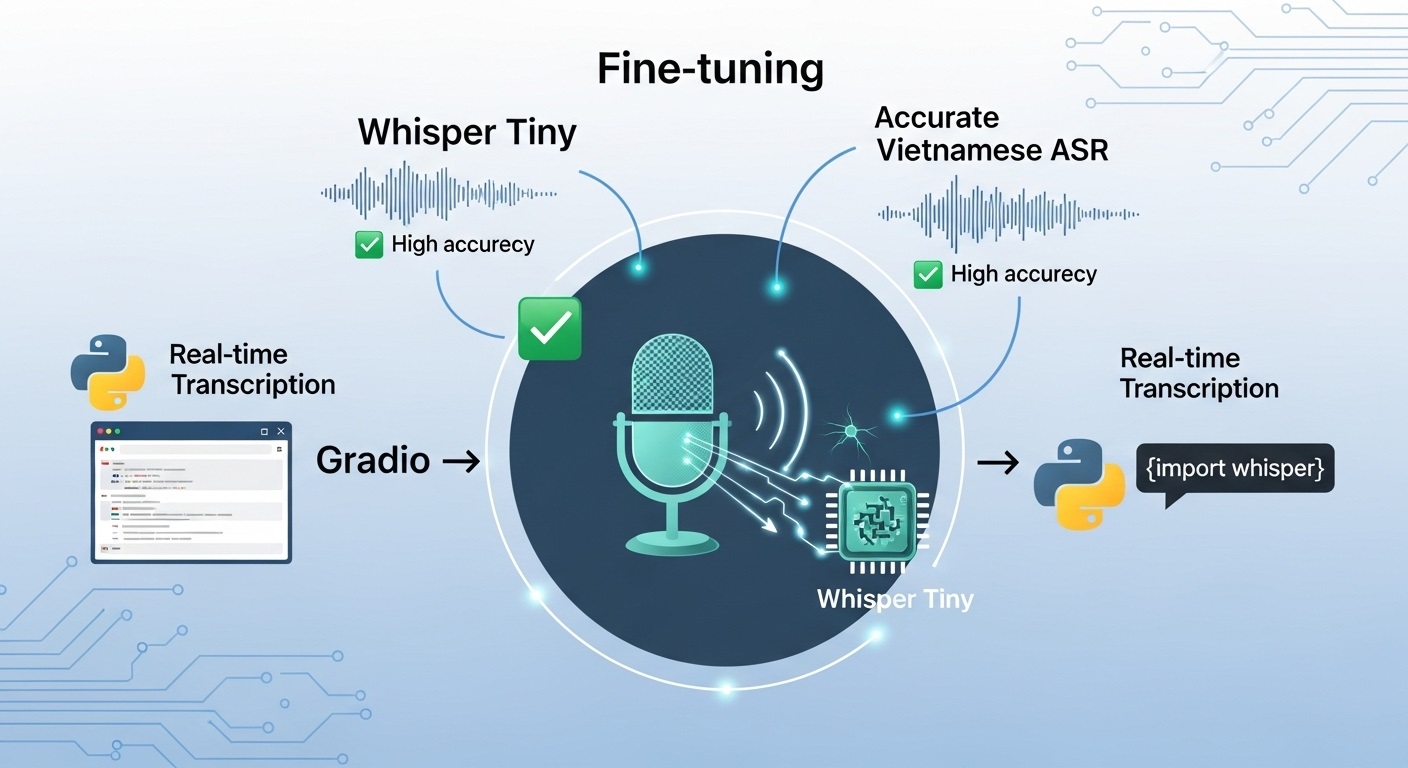 Fine-tuning
Whisper Tiny
High accurecy
Accurate
Vietnamese ASR
High accurecy
Real-time
Transcription
Gradio →
Real-time
Transcription
{import whisper}
Whisper Tiny